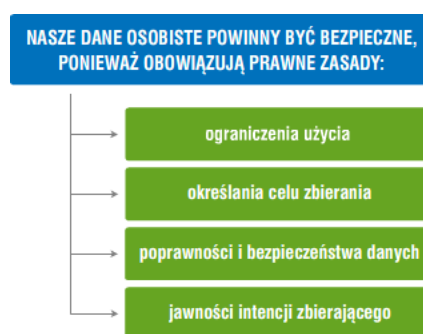 NASZE DANE OSOBISTE POWINNY BYĆ BEZPIECZNE,
PONIEWAŻ OBOWIĄZUJĄ PRAWNE ZASADY:
ograniczenia użycia
określania celu zbierania
poprawności i bezpieczeństwa danych
jawności intencji zbierającego